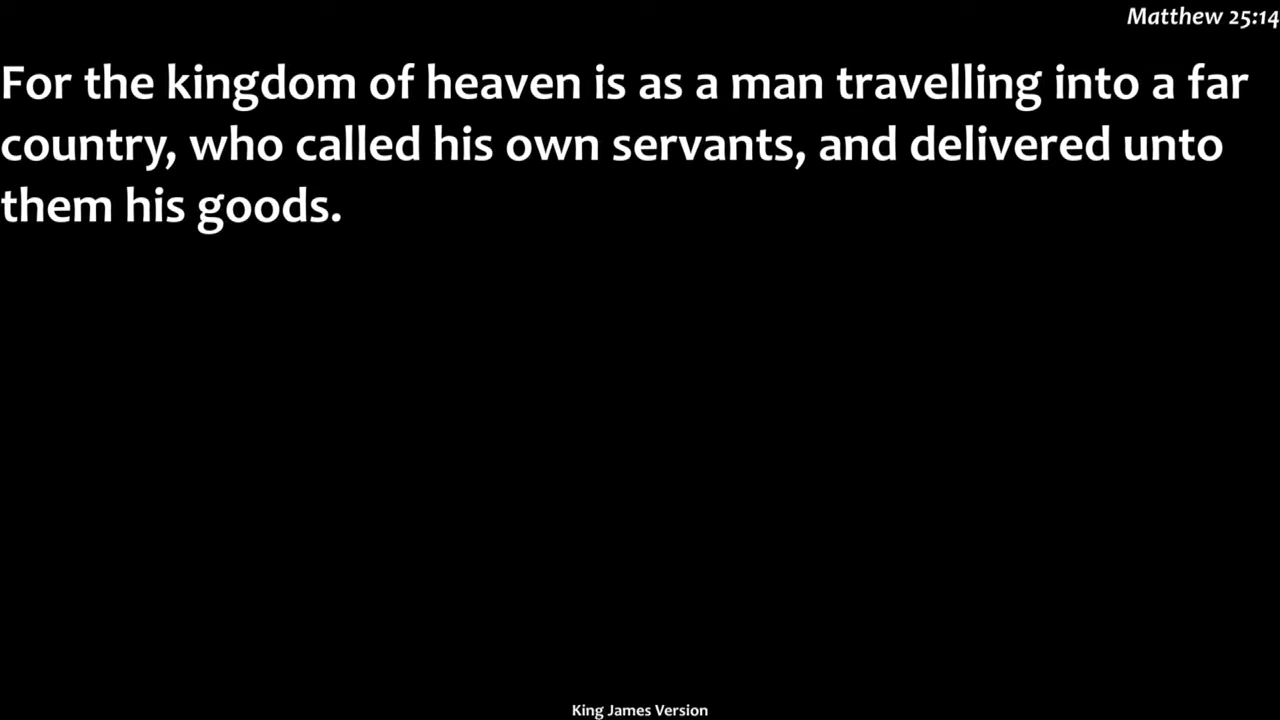 Matthew 25:14
For the kingdom of heaven is as a man travelling into a far
country, who called his own servants, and delivered unto
them his goods.
King James Version